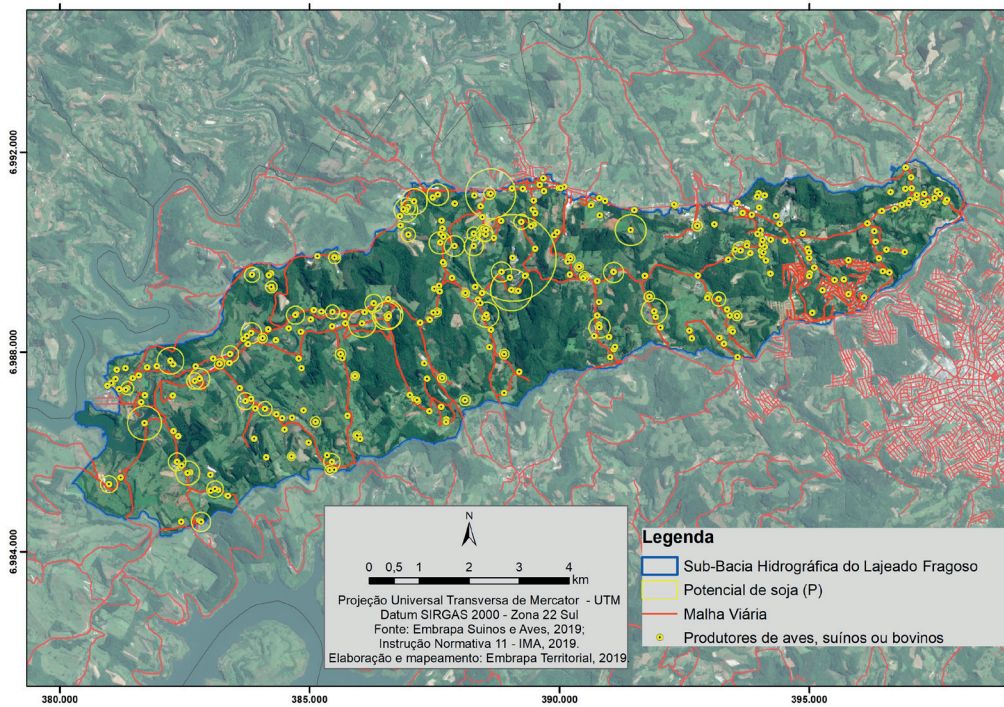 6.992.000
6.988.000
6.984.000
N
0 0,5 1 2 3 4
km
Projeção Universal Transversa de Mercator - UTM
Datum SIRGAS 2000 - Zona 22 Sul
Fonte: Embrapa Suinos e Aves, 2019;
Instrução Normativa 11 - IMA, 2019.
Elaboração e mapeamento: Embrapa Territorial, 2019.
Legenda
Sub-Bacia Hidrográfica do Lajeado Fragoso
Potencial de soja (P)
Malha Viária
Produtores de aves, suínos ou bovinos
380.000 385.000 390.000 395.000